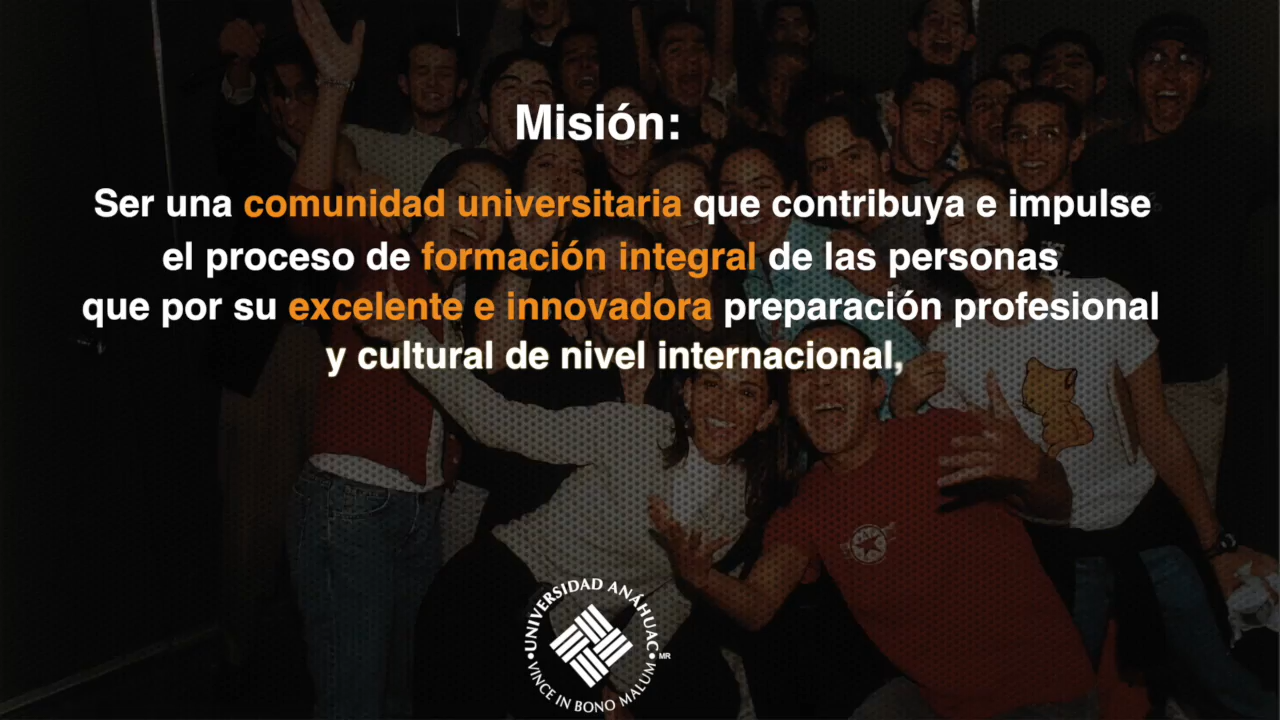 Misión:
Ser una comunidad universitaria que contribuya e impulse
el proceso de formación integral de las personas
que por su excelente e innovadora preparación profesional
y cultural de nivel internacional,
UNIVERSIDAD ANÁHUAC
MR
VINCE IN BONO MALUM